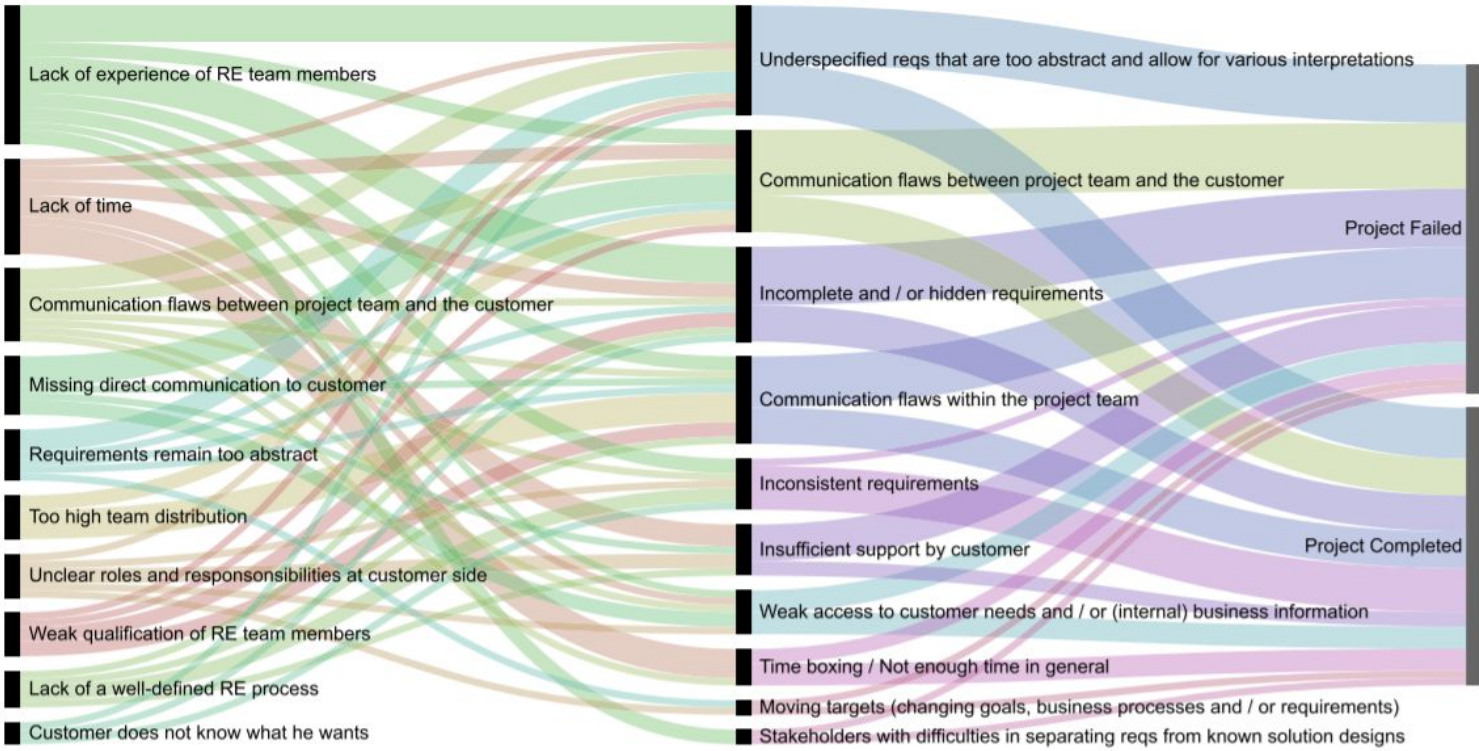 Lack of experience of RE team members
Lack of time
Communication flaws between project team and the customer
Missing direct communication to customer
Requirements remain too abstract
Too high team distribution
Unclear roles and responsonsibilities at customer side
Weak qualification of RE team members
Lack of a well-defined RE process
Customer does not know what he wants
Underspecified reqs that are too abstract and allow for various interpretations
Communication flaws between project team and the customer
Incomplete and / or hidden requirements
Communication flaws within the project team
Inconsistent requirements
Insufficient support by customer
Weak access to customer needs and / or (internal) business information
Time boxing / Not enough time in general
Moving targets (changing goals, business processes and / or requirements)
Stakeholders with difficulties in separating reqs from known solution designs
Project Failed
Project Completed